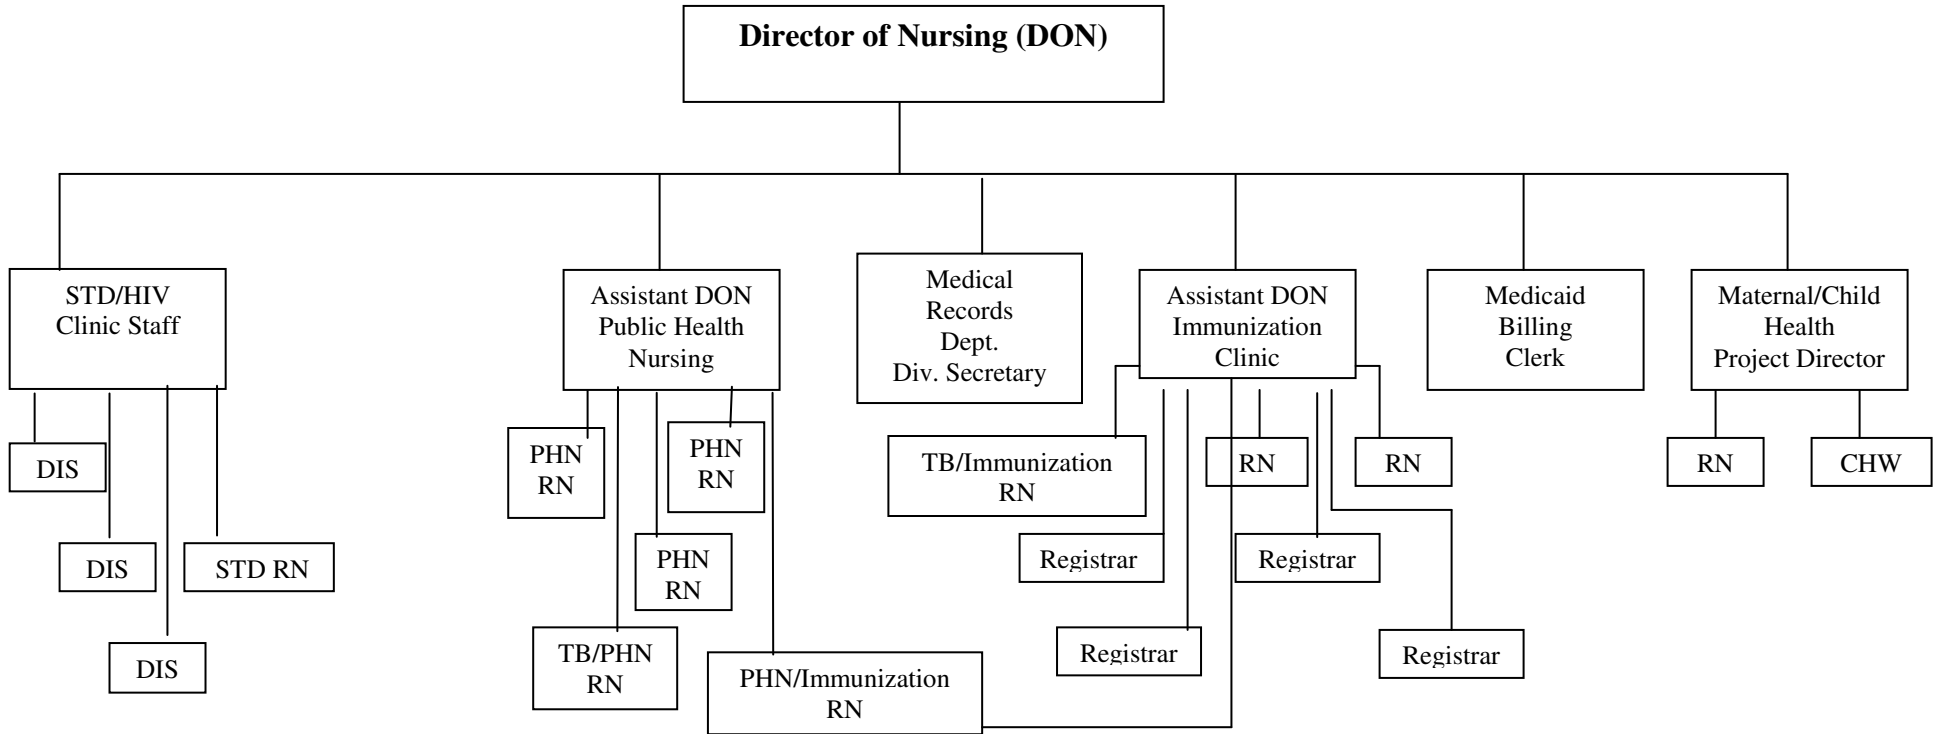 Director of Nursing (DON)
STD/HIV
Clinic Staff
Assistant DON
Public Health
Nursing
Medical
Records
Dept.
Div. Secretary
Assistant DON
Immunization
Clinic
Medicaid
Billing
Clerk
Maternal/Child
Health
Project Director
DIS
PHN
RN
PHN
RN
TB/Immunization
RN
RN
RN
RN
CHW
DIS
STD RN
PHN
RN
Registrar
Registrar
DIS
TB/PHN
RN
PHN/Immunization
RN
Registrar
Registrar